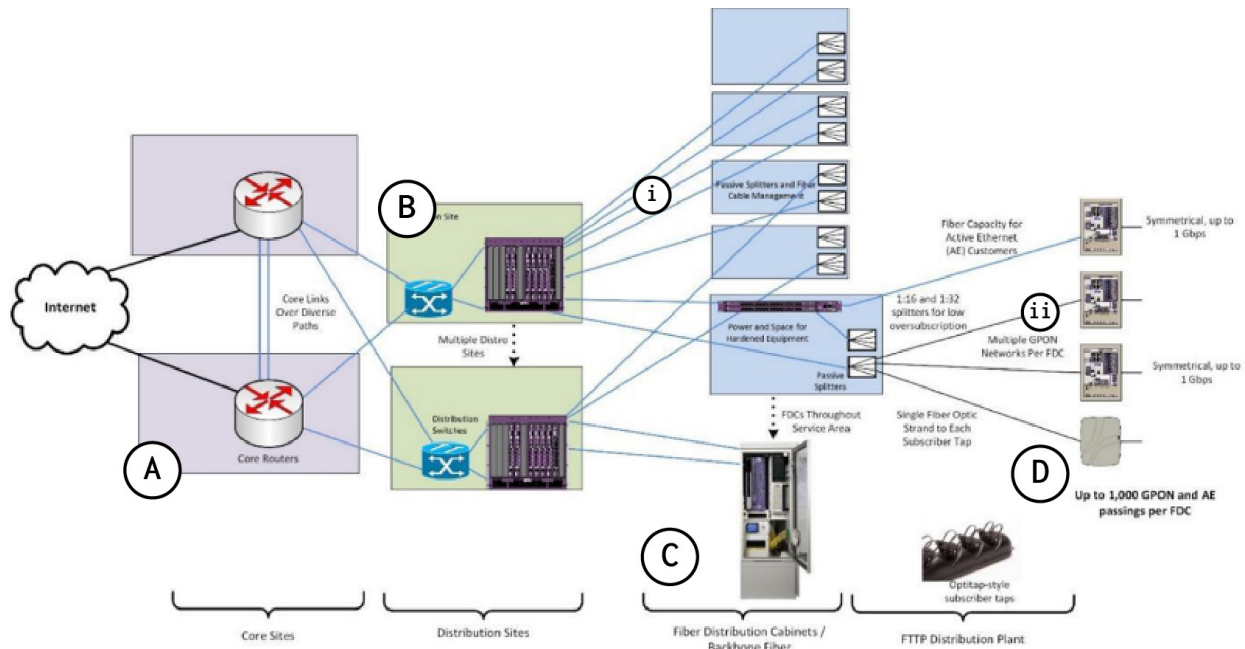 Internet
Core Links
Over Diverse
Paths
Core Routers
A
B
on Site
Multiple Distro
Sites
Distribution
Switches
i
Passive Splitters and Fiber
Cable Management
Power and Space for
Hardened Equipment
Passive
Splitters
FDCs Throughout
Service Area
C
Fiber Capacity for
Active Ethernet
(AE) Customers
1:16 and 1:32
splitters for low
oversubscription
ii
Multiple GPON
Networks Per FDC
Single Fiber Optic
Strand to Each
Subscriber Tap
Symmetrical, up to
1 Gbps
Symmetrical, up to
1 Gbps
D
Up to 1,000 GPON and AE
passings per FDC
Optitap-style
subscriber taps
Core Sites
Distribution Sites
Fiber Distribution Cabinets /
Backbone Fiber
FTTP Distribution Plant